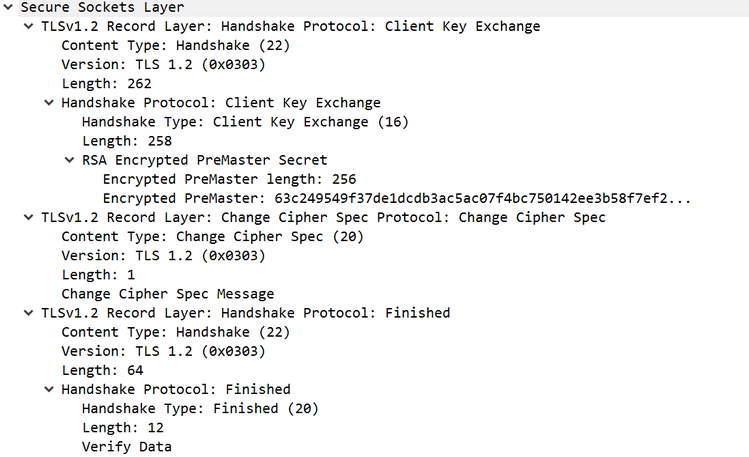 Secure Sockets Layer
TLSv1.2 Record Layer: Handshake Protocol: Client Key Exchange
Content Type: Handshake (22)
Version: TLS 1.2 (0x0303)
Length: 262
Handshake Protocol: Client Key Exchange
Handshake Type: Client Key Exchange (16)
Length: 258
RSA Encrypted PreMaster Secret
Encrypted PreMaster length: 256
Encrypted PreMaster: 63c249549f37de1dcdb3ac5ac07f4bc750142ee3b58f7ef2...
TLSv1.2 Record Layer: Change Cipher Spec Protocol: Change Cipher Spec
Content Type: Change Cipher Spec (20)
Version: TLS 1.2 (0x0303)
Length: 1
Change Cipher Spec Message
TLSv1.2 Record Layer: Handshake Protocol: Finished
Content Type: Handshake (22)
Version: TLS 1.2 (0x0303)
Length: 64
Handshake Protocol: Finished
Handshake Type: Finished (20)
Length: 12
Verify Data